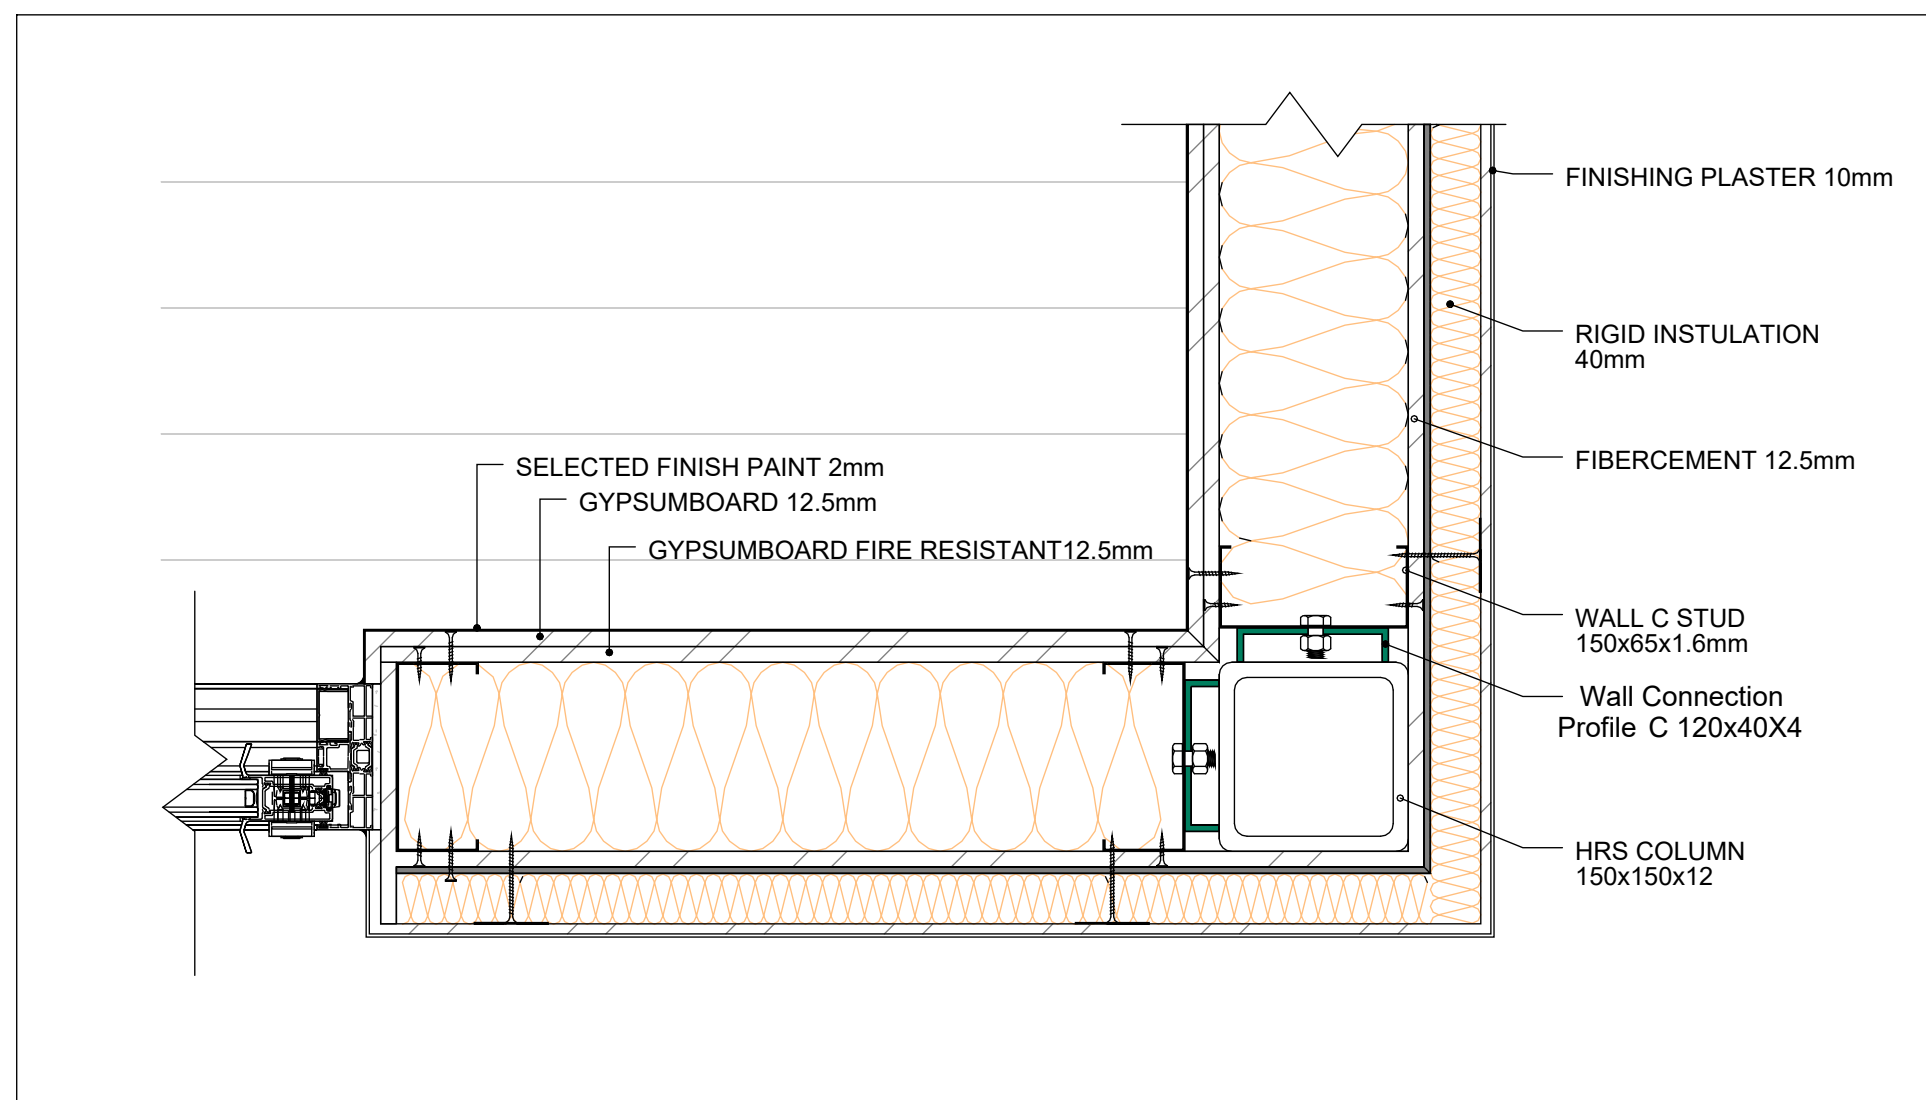 FINISHING PLASTER 10mm
RIGID INSTULATION
40mm
SELECTED FINISH PAINT 2mm
FIBERCEMENT 12.5mm
GYPSUMBOARD 12.5mm
GYPSUMBOARD FIRE RESISTANT12.5mm
WALL C STUD
150x65x1.6mm
Wall Connection
Profile C 120x40X4
HRS COLUMN
150x150x12